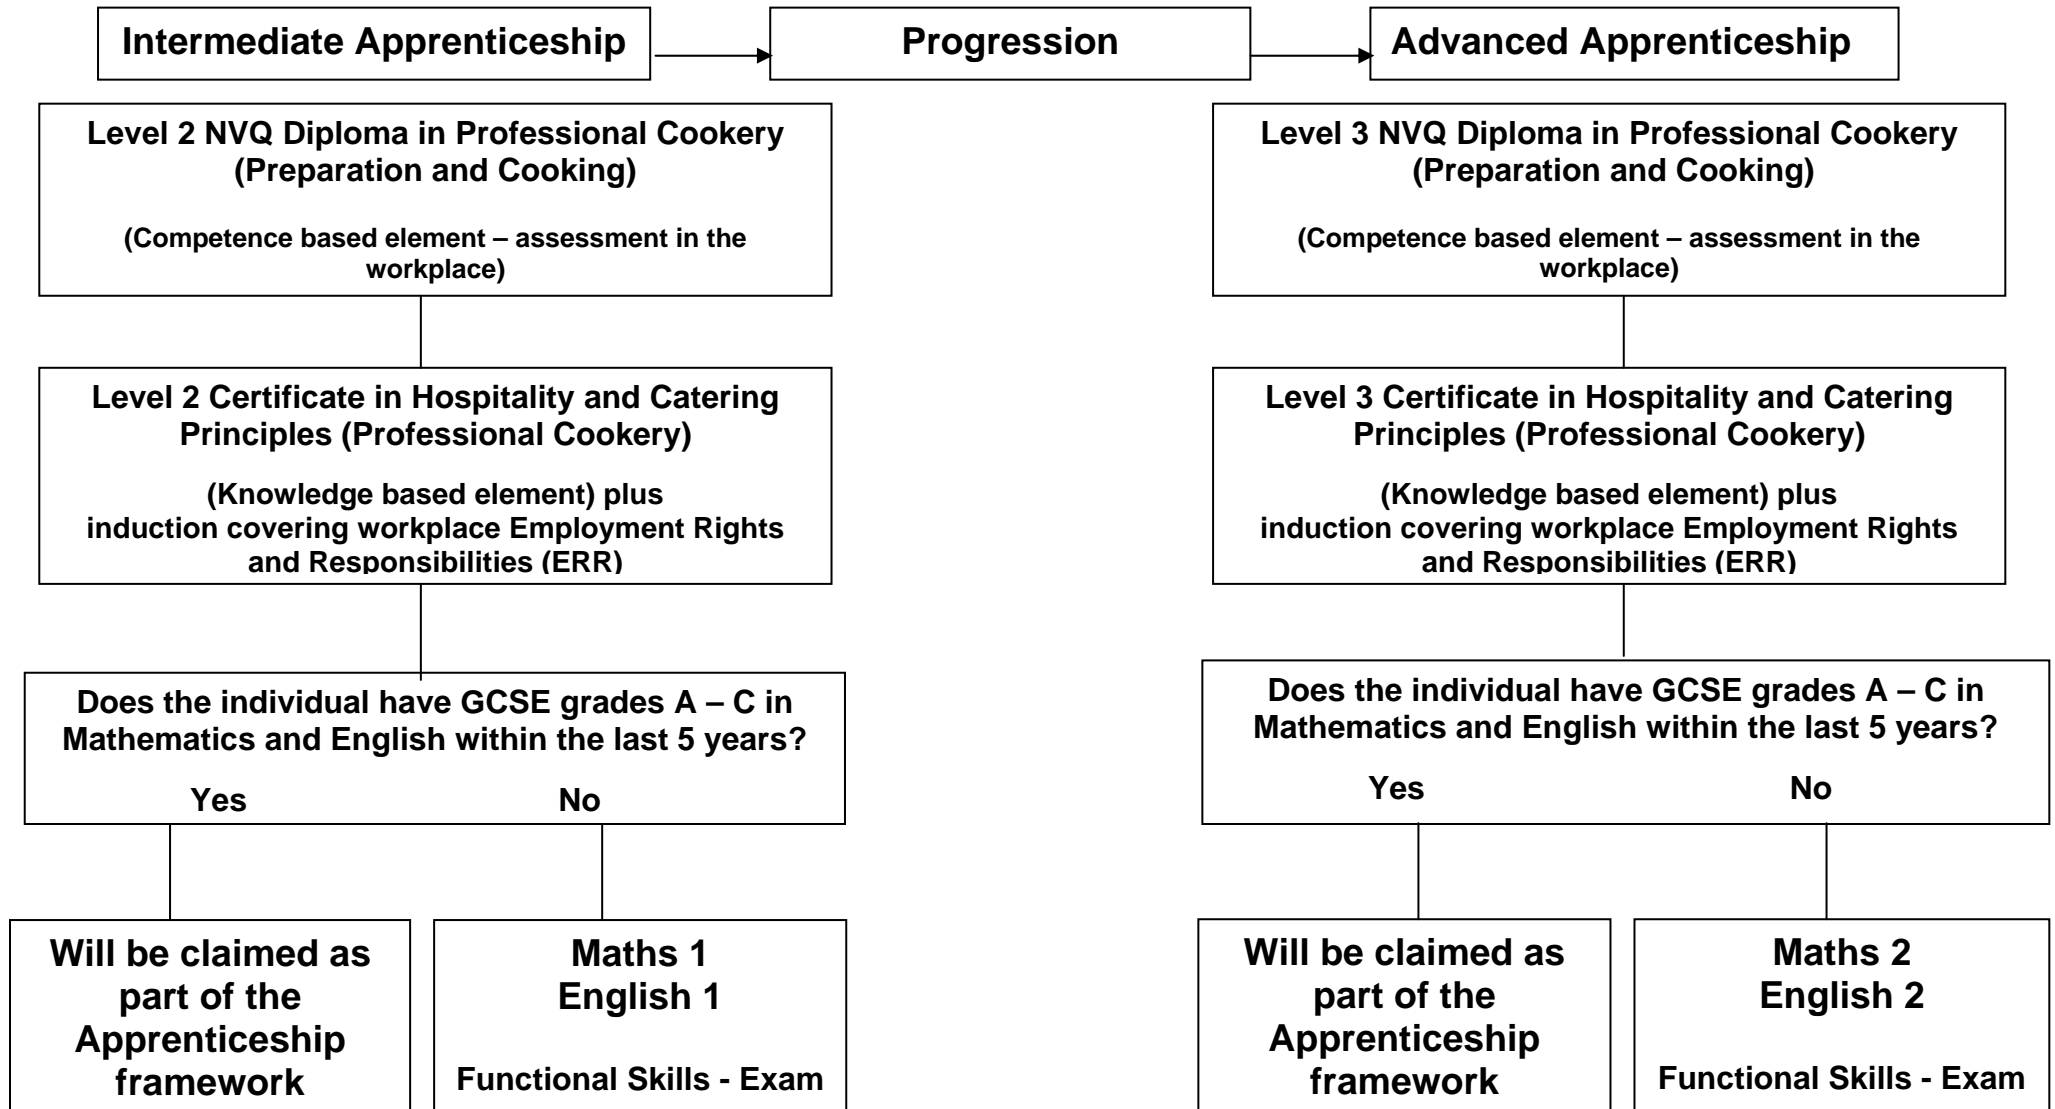 Intermediate Apprenticeship
Progression
Advanced Apprenticeship
Level 2 NVQ Diploma in Professional Cookery
(Preparation and Cooking)
(Competence based element – assessment in the
workplace)
Level 2 Certificate in Hospitality and Catering
Principles (Professional Cookery)
(Knowledge based element) plus
induction covering workplace Employment Rights
and Responsibilities (ERR)
Does the individual have GCSE grades A – C in
Mathematics and English within the last 5 years?
Yes No
Will be claimed as
part of the
Apprenticeship
framework
Maths 1
English 1
Functional Skills - Exam
Level 3 NVQ Diploma in Professional Cookery
(Preparation and Cooking)
(Competence based element – assessment in the
workplace)
Level 3 Certificate in Hospitality and Catering
Principles (Professional Cookery)
(Knowledge based element) plus
induction covering workplace Employment Rights
and Responsibilities (ERR)
Does the individual have GCSE grades A – C in
Mathematics and English within the last 5 years?
Yes No
Will be claimed as
part of the
Apprenticeship
framework
Maths 2
English 2
Functional Skills - Exam